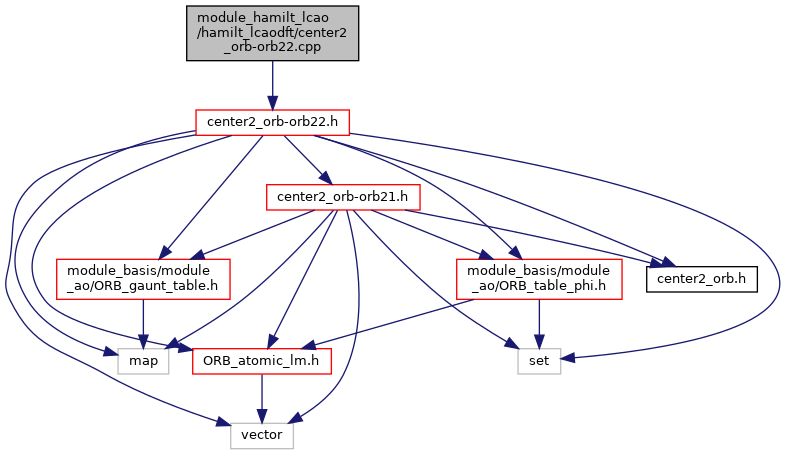 module_hamilt_lcao
/hamilt_lcaodft/center2
_orb-orb22.cpp
center2_orb-orb22.h
center2_orb-orb21.h
module_basis/module
_ao/ORB_gaunt_table.h
module_basis/module
_ao/ORB_table_phi.h
center2_orb.h
map
ORB_atomic_lm.h
set
vector